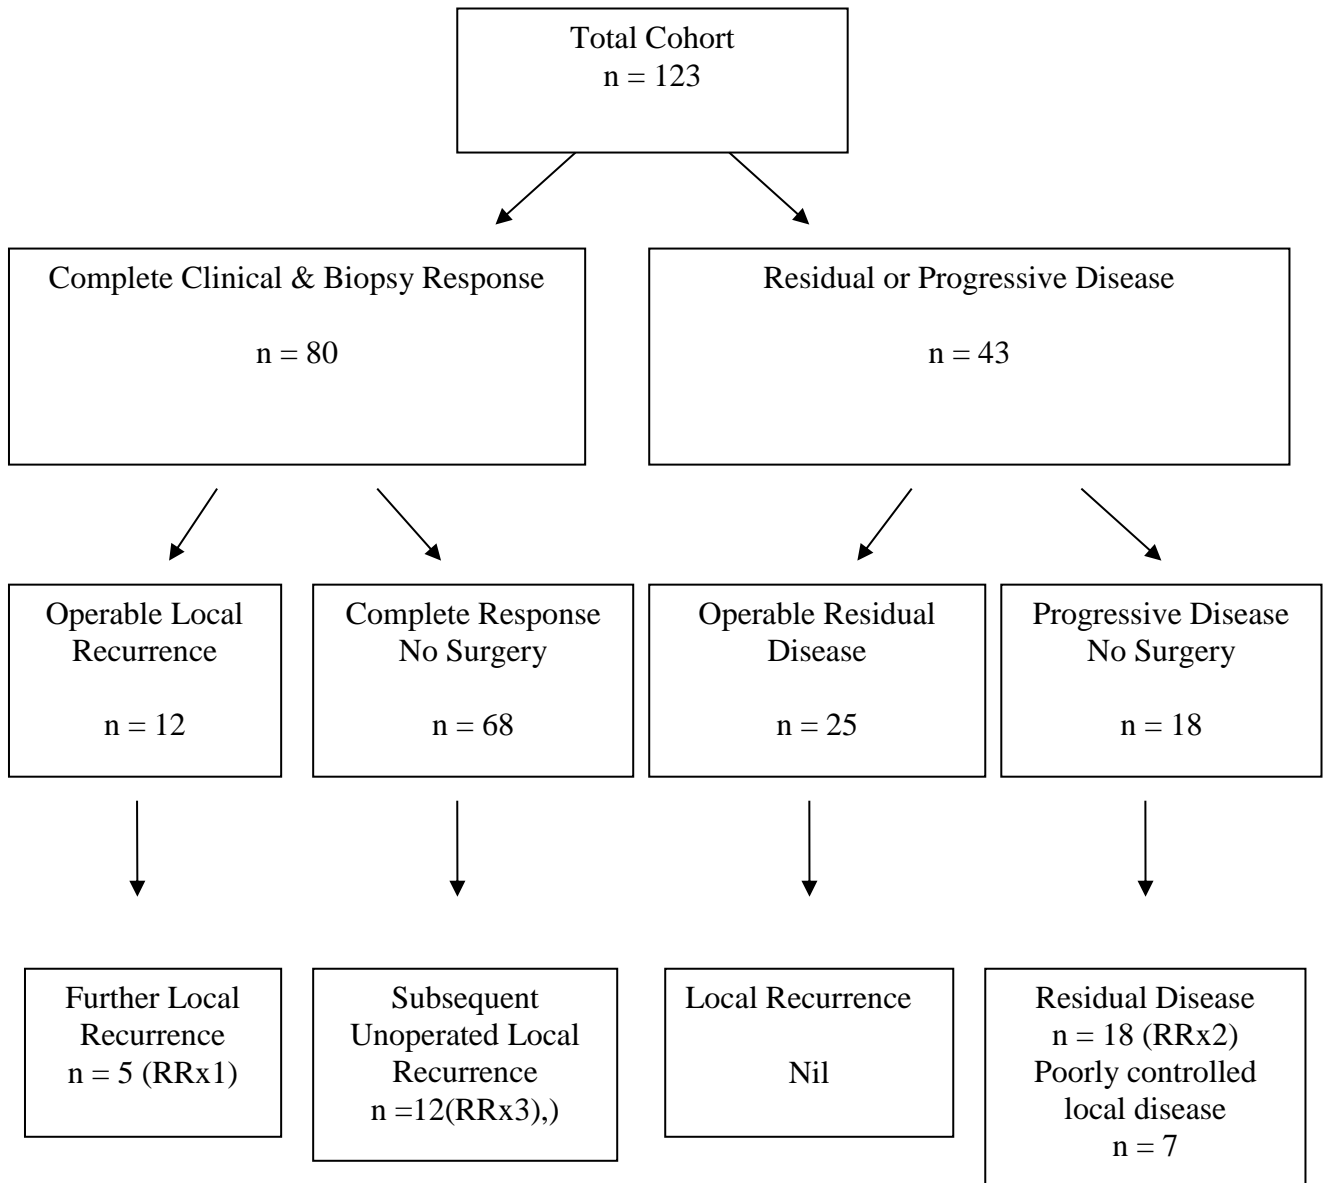 Total Cohort
n = 123
Complete Clinical & Biopsy Response
n = 80
Residual or Progressive Disease
n = 43
Operable Local
Recurrence
n = 12
Complete Response
No Surgery
n = 68
Operable Residual
Disease
n = 25
Progressive Disease
No Surgery
n = 18
Further Local
Recurrence
n = 5 (RRx1)
Subsequent
Unoperated Local
Recurrence
n =12(RRx3),)
Local Recurrence
Nil
Residual Disease
n = 18 (RRx2)
Poorly controlled
local disease
n = 7